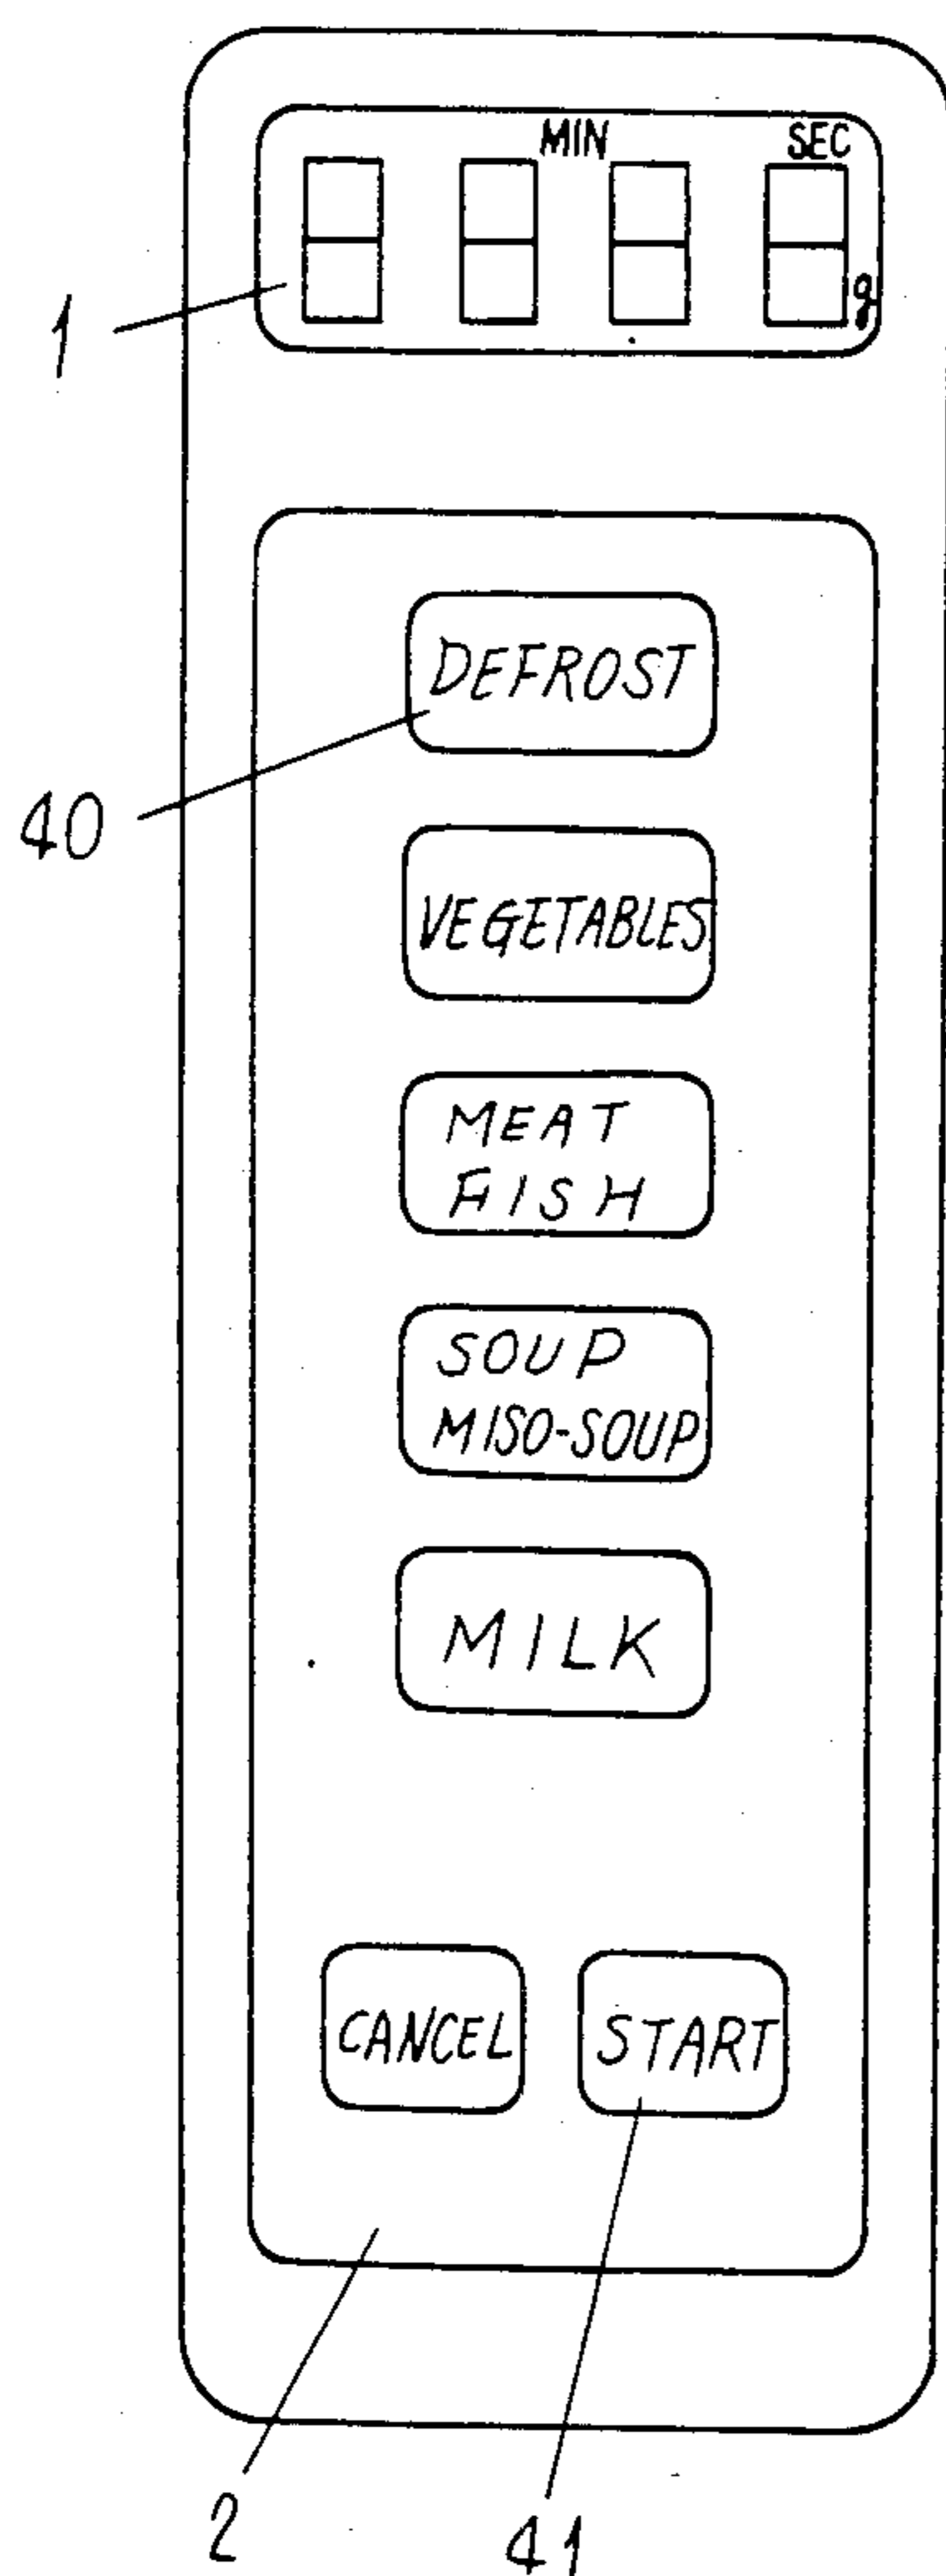 MIN SEC
g
1
DEFROST
40
VEGETABLES
MEAT
FISH
SOUP
MISO-SOUP
MILK
CANCEL START
2 41